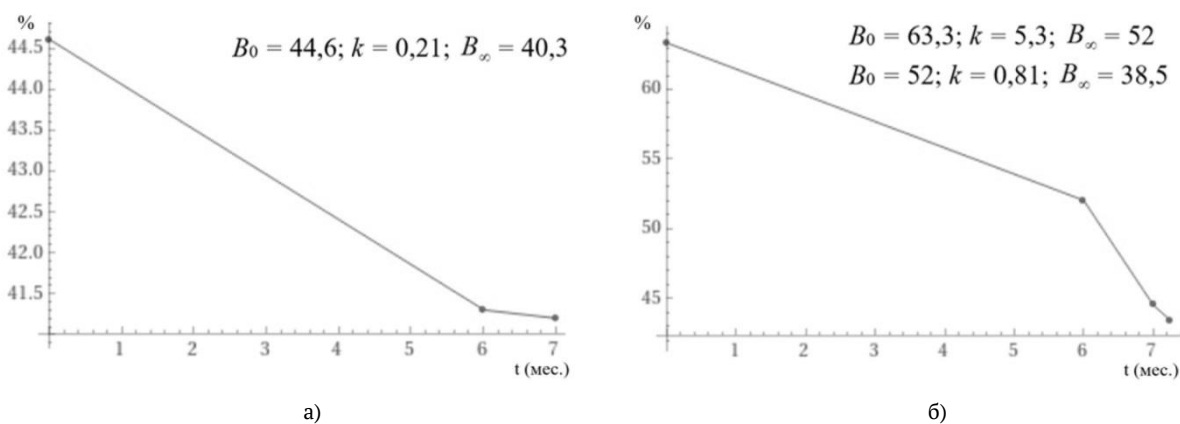 %
44.5
44.0
43.5
43.0
42.5
42.0
41.5
B₀ = 44,6; k = 0,21; B∞ = 40,3
1 2 3 4 5 6 7
t (мес.)
а)
%
60
55
50
45
B₀ = 63,3; k = 5,3; B∞ = 52
B₀ = 52; k = 0,81; B∞ = 38,5
1 2 3 4 5 6 7
t (мес.)
б)